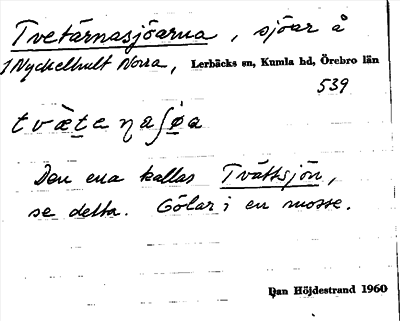 Tvetärnasjöarna, sjöar å
1 Nyckelhult Norra, Lerbäcks sn, Kumla hd, Örebro län
539
Den ena kallas Tvättsjön,
se detta. Gölar i en mosse.
Dan Höjdestrand 1960